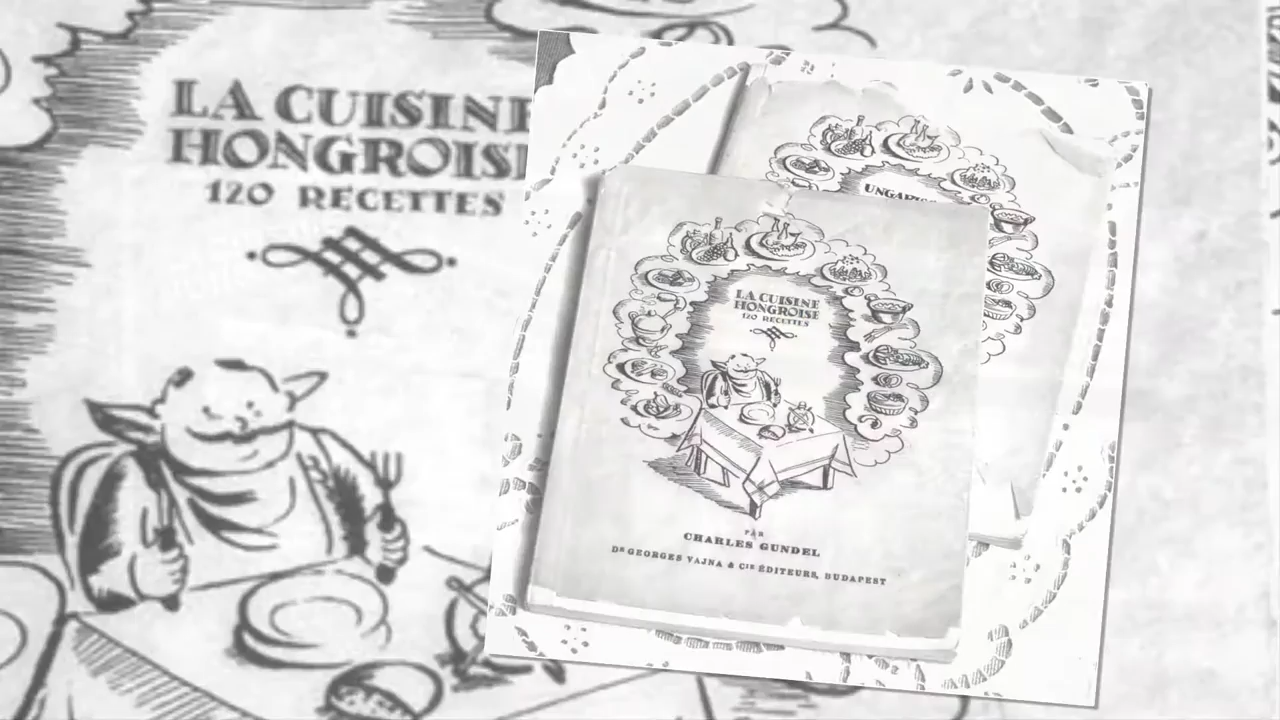 LA CUISINE
HONGROISE
120 RECETTES
UNGARISC
LA CUISINE
HONGROISE
120 RECETTES
PAR
CHARLES GUNDEL
DR GEORGES VAJNA & CIE ÉDITEURS, BUDAPEST